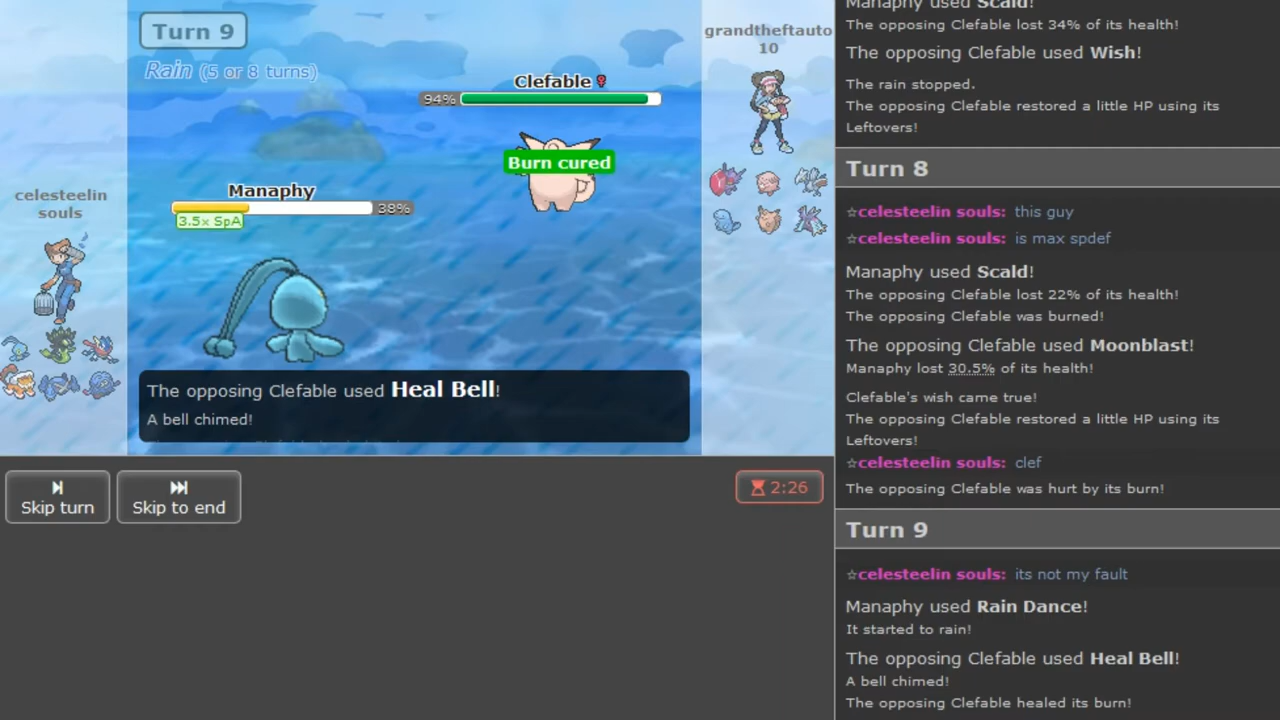 Turn 9
Rain (5 or 8 turns)
Clefable ♀
94%
Burn cured
Manaphy
38%
3.5× SpA
The opposing Clefable used Heal Bell!
A bell chimed!
celesteelin
souls
grandtheftauto
10
Skip turn
Skip to end
2:26
Manaphy used Scald!
The opposing Clefable lost 34% of its health!
The opposing Clefable used Wish!
The rain stopped.
The opposing Clefable restored a little HP using its
Leftovers!
Turn 8
☆celesteelin souls: this guy
☆celesteelin souls: is max spdef
Manaphy used Scald!
The opposing Clefable lost 22% of its health!
The opposing Clefable was burned!
The opposing Clefable used Moonblast!
Manaphy lost 30.5% of its health!
Clefable's wish came true!
The opposing Clefable restored a little HP using its
Leftovers!
☆celesteelin souls: clef
The opposing Clefable was hurt by its burn!
Turn 9
☆celesteelin souls: its not my fault
Manaphy used Rain Dance!
It started to rain!
The opposing Clefable used Heal Bell!
A bell chimed!
The opposing Clefable healed its burn!